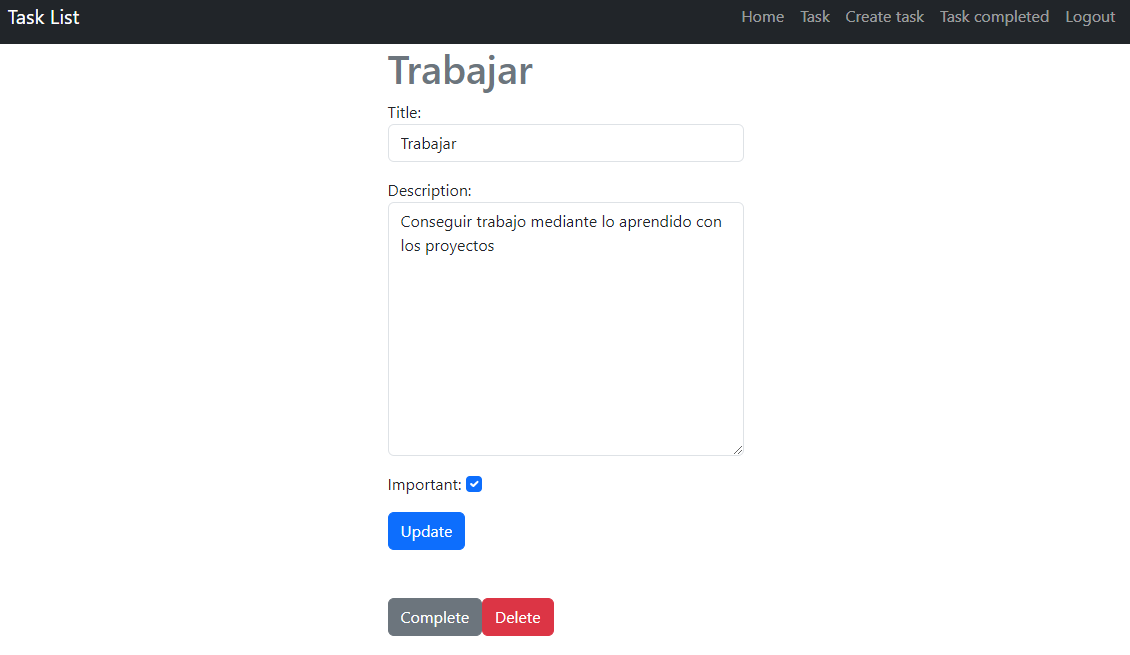 Task List
Home Task Create task Task completed Logout
Trabajar
Title:
Trabajar
Description:
Conseguir trabajo mediante lo aprendido con
los proyectos
Important:
Update
Complete Delete